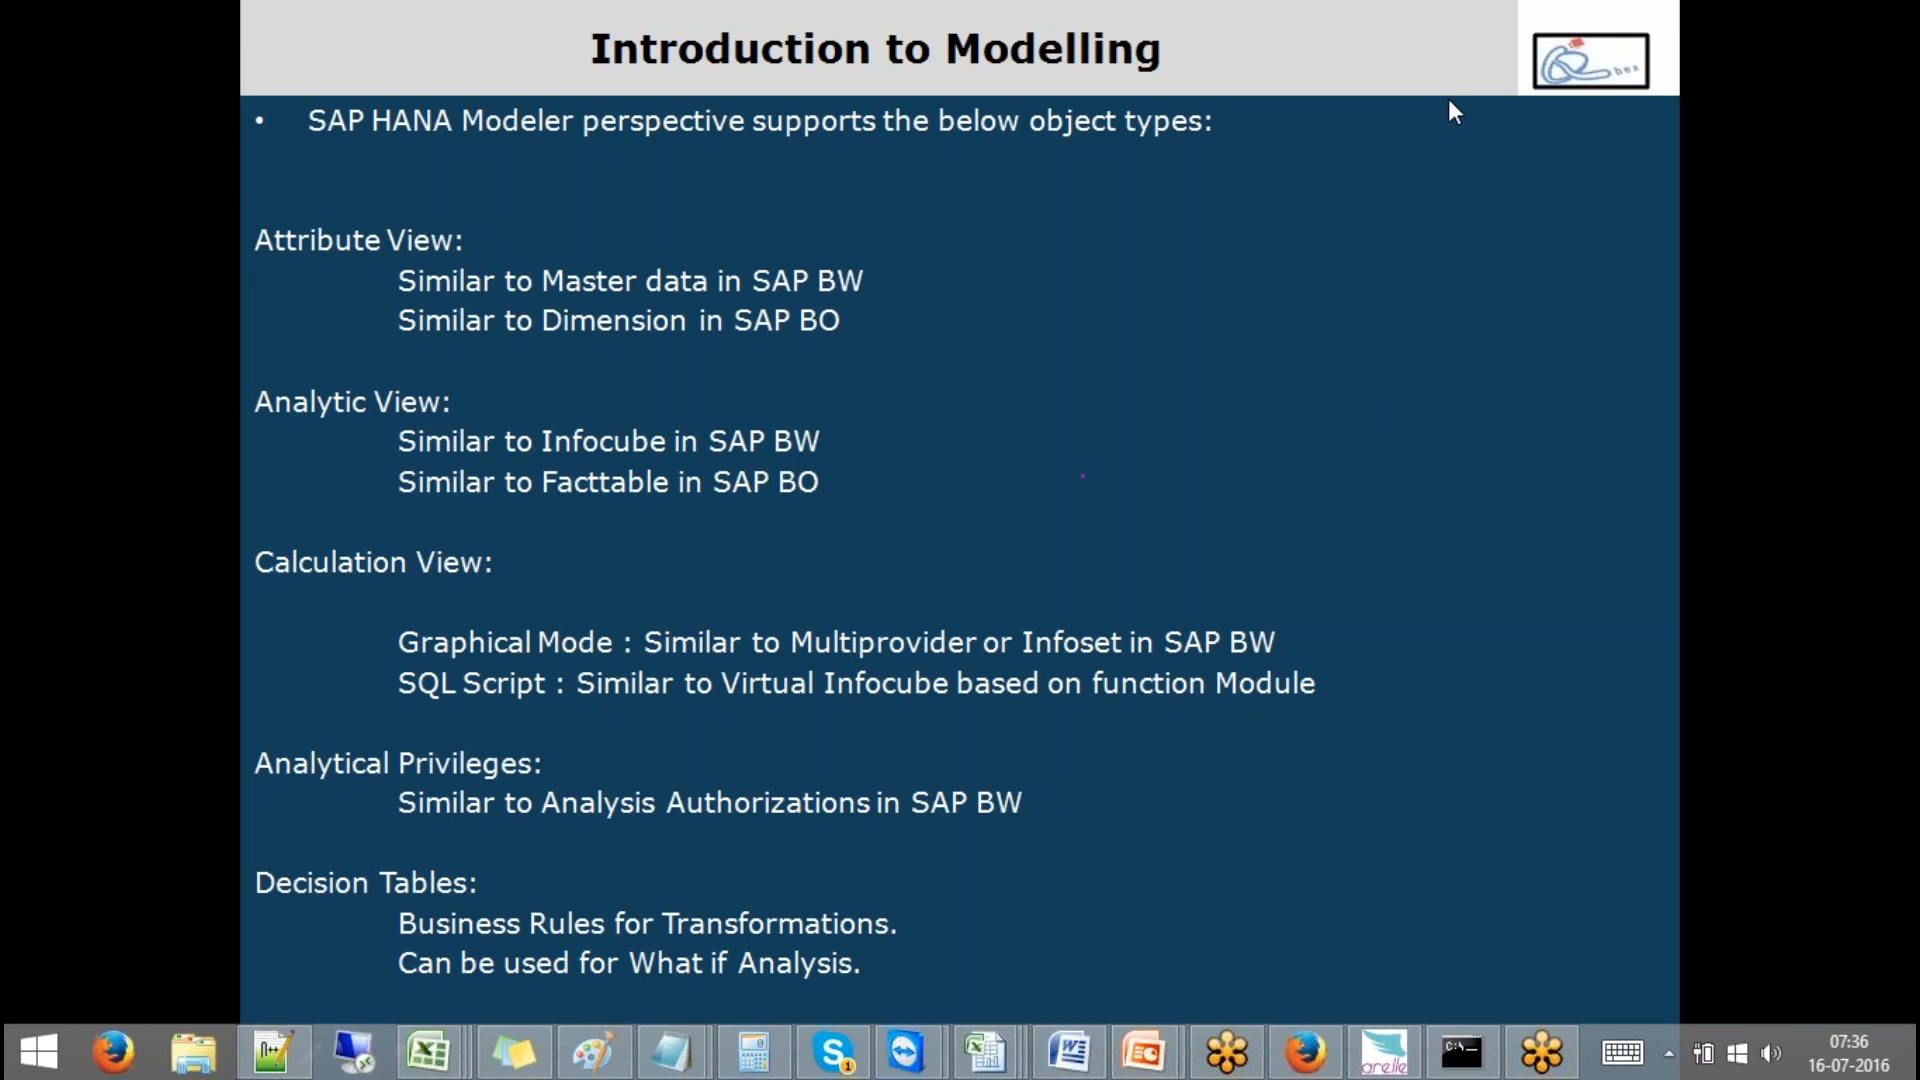 Introduction to Modelling
bex
• SAP HANA Modeler perspective supports the below object types:
Attribute View:
Similar to Master data in SAP BW
Similar to Dimension in SAP BO
Analytic View:
Similar to Infocube in SAP BW
Similar to Facttable in SAP BO
Calculation View:
Graphical Mode : Similar to Multiprovider or Infoset in SAP BW
SQL Script : Similar to Virtual Infocube based on function Module
Analytical Privileges:
Similar to Analysis Authorizations in SAP BW
Decision Tables:
Business Rules for Transformations.
Can be used for What if Analysis.
arelle
C:\_
07:36
16-07-2016